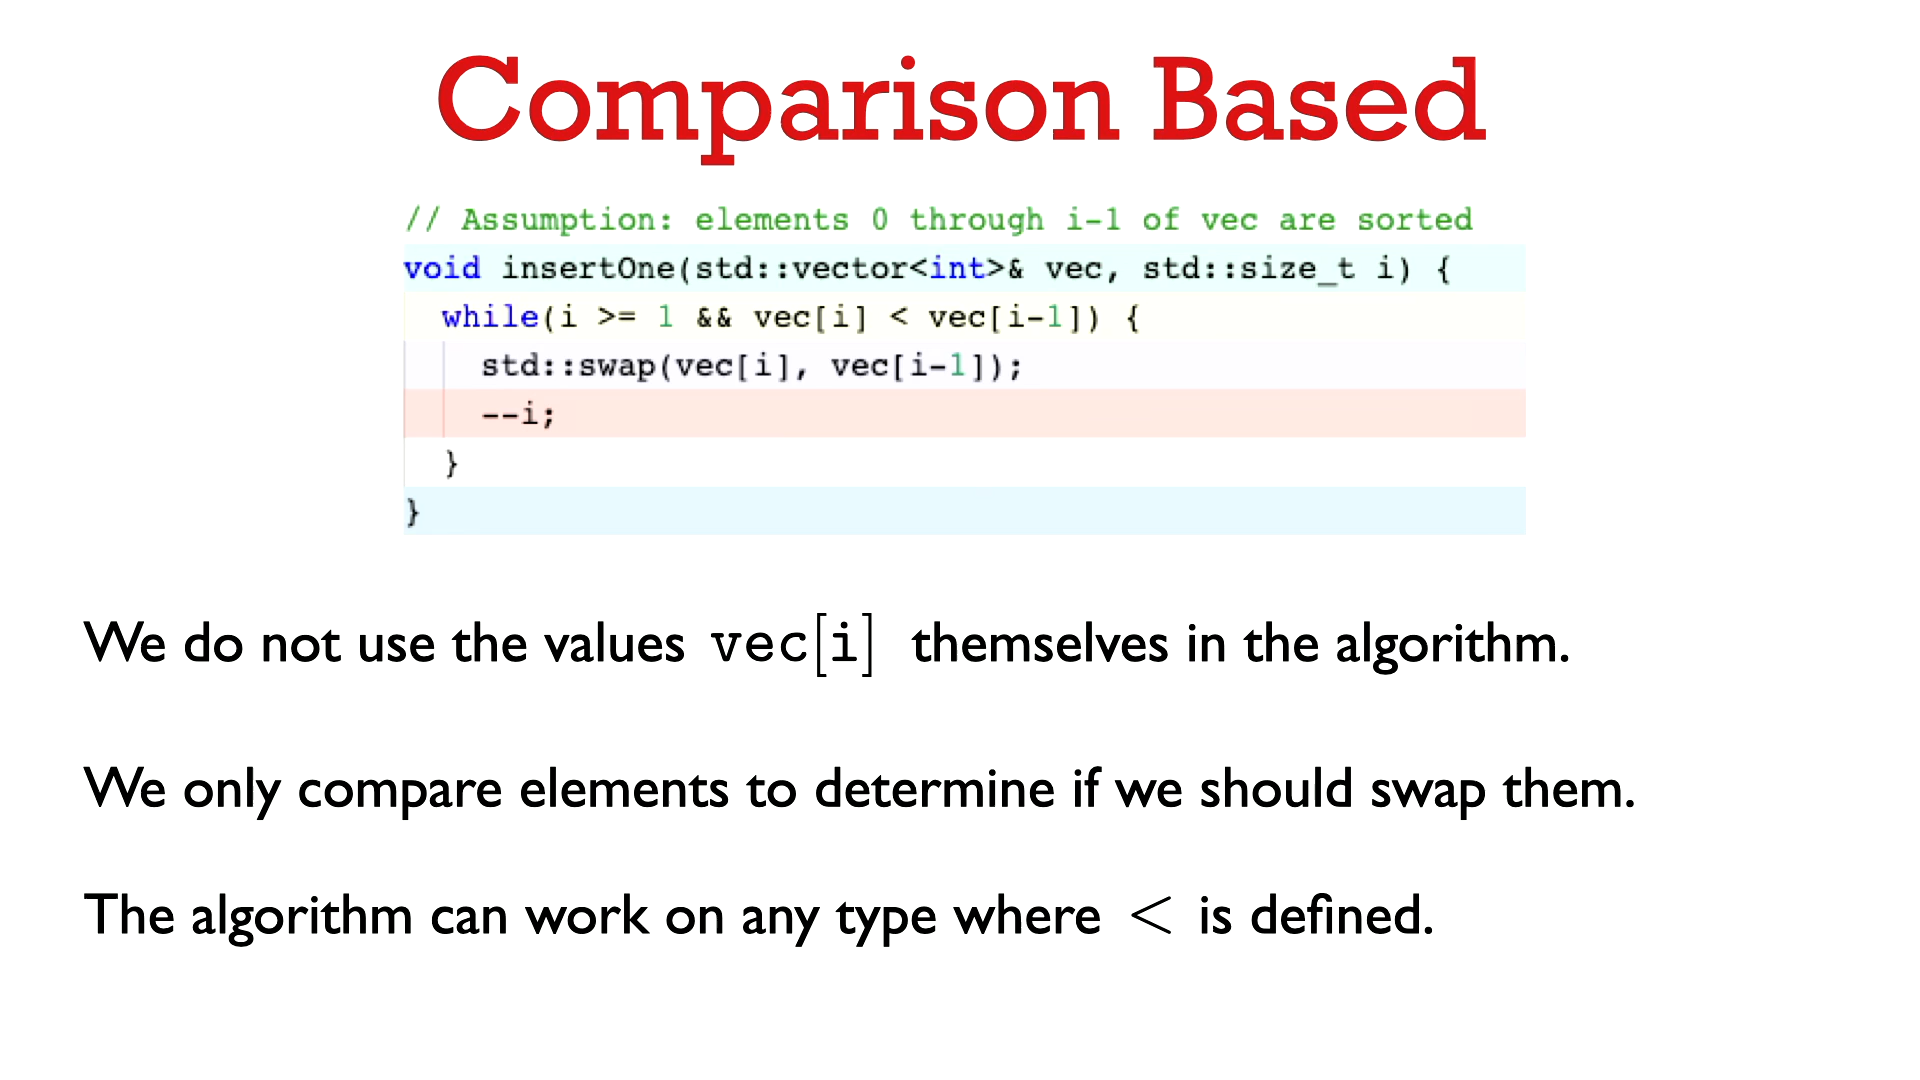 Comparison Based
// Assumption: elements 0 through i-1 of vec are sorted
void insertOne(std::vector<int>& vec, std::size_t i) {
while(i >= 1 && vec[i] < vec[i-1]) {
std::swap(vec[i], vec[i-1]);
--i;
}
}
We do not use the values vec[i] themselves in the algorithm.
We only compare elements to determine if we should swap them.
The algorithm can work on any type where < is defined.